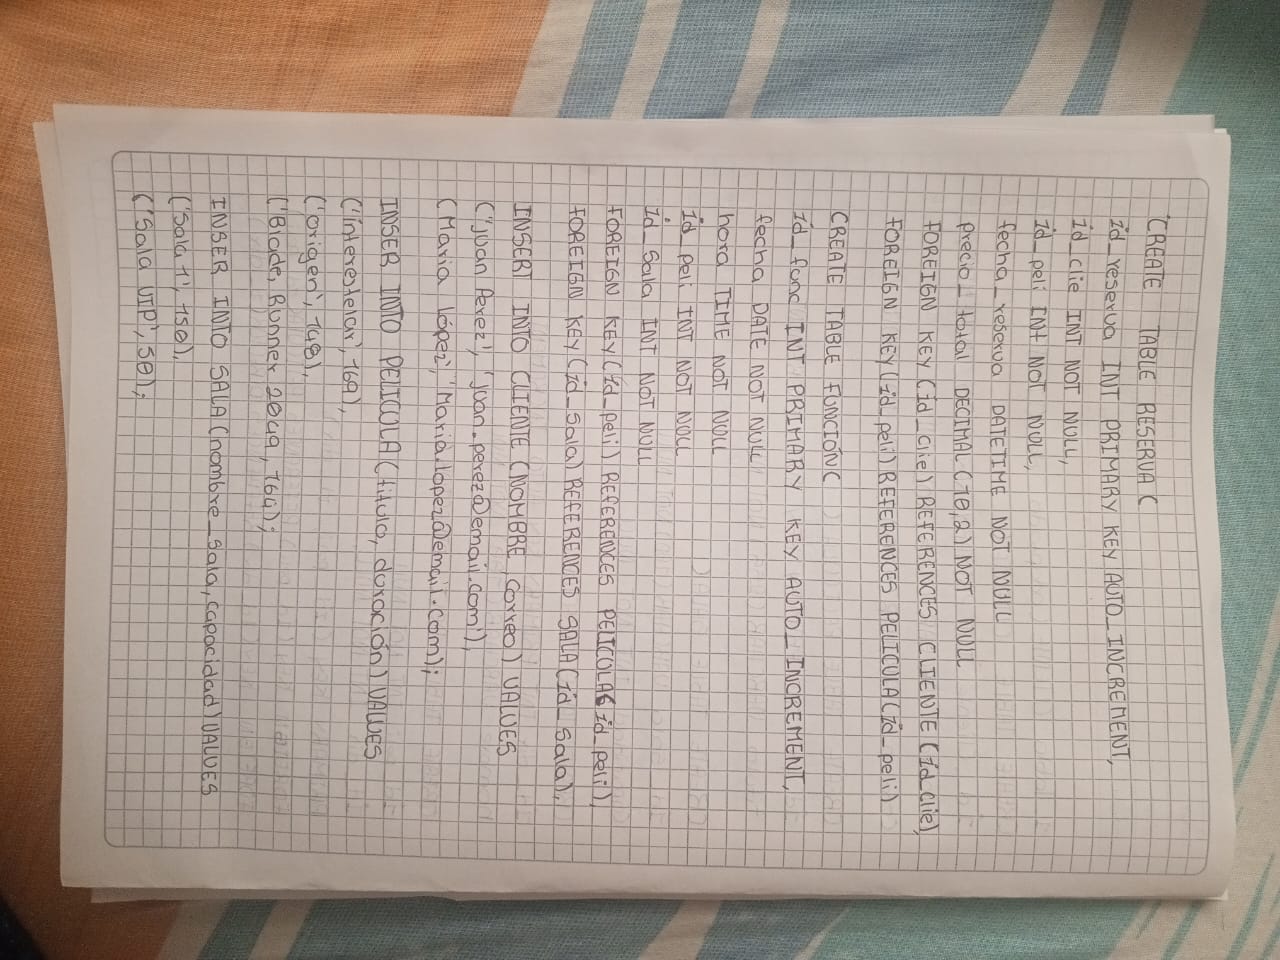 CREATE TABLE RESERVA (
id_reserva INT PRIMARY KEY AUTO_INCREMENT,
id_clie INT NOT NULL,
id_peli INT NOT NULL,
fecha_reserva DATETIME NOT NULL
precio_total DECIMAL (10,2) NOT NULL
FOREIGN KEY (id_clie) REFERENCES CLIENTE (id_clie),
FOREIGN KEY (id_peli) REFERENCES PELICULA (id_peli)
CREATE TABLE FUNCIÓN (
id_func INT PRIMARY KEY AUTO_INCREMENT,
fecha DATE NOT NULL
hora TIME NOT NULL
id_peli INT NOT NULL
id_Sala INT NOT NULL
FOREIGN KEY (id_peli) REFERENCES PELICULA (id_peli),
FOREIGN KEY (id_Sala) REFERENCES SALA (id_Sala),
INSERT INTO CLIENTE (NOMBRE, Correo) VALUES
('Juan Perez', 'juan.perez@email.com'),
(Maria López', 'Maria.lopez@email.com);
INSER INTO PELICULA (titulo, duración) VALUES
('interestelar', 169),
('origen', 148),
('Blade, Runner 2049, 164);
INSER INTO SALA (nombre_sala, capacidad) VALUES
('Sala 1', 150),
('Sala VIP', 50);